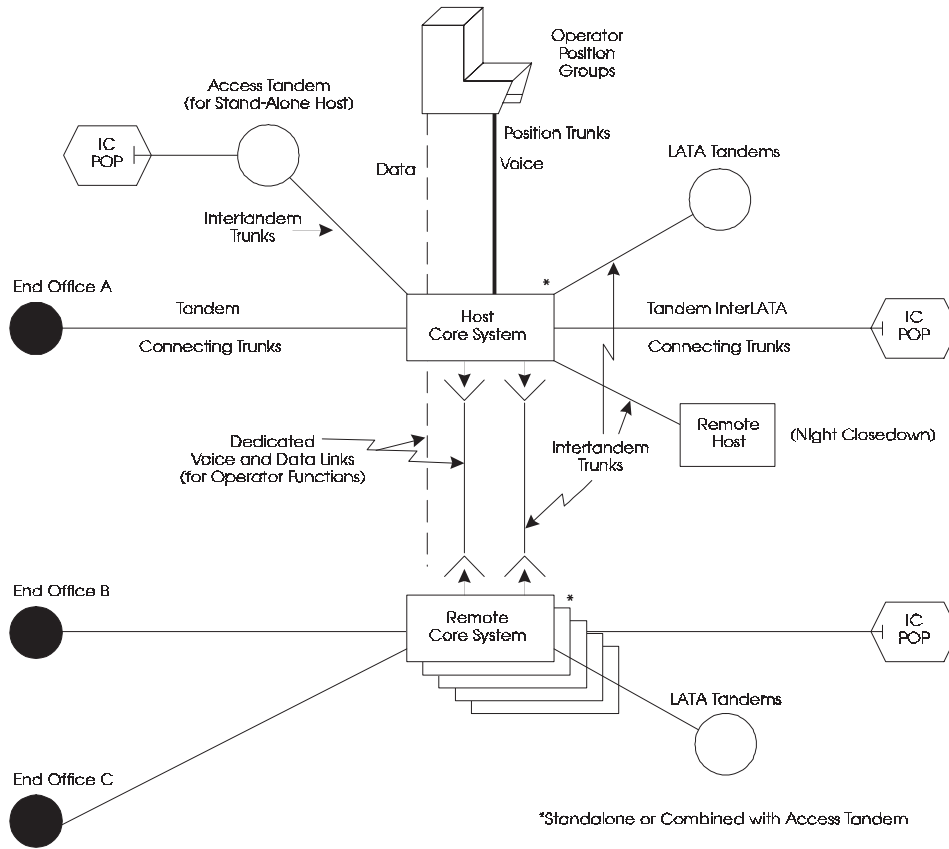 Operator
Position
Groups
Access Tandem
(for Stand-Alone Host)
IC
POP
Position Trunks
Data
Voice
LATA Tandems
Intertandem
Trunks
*
End Office A
Tandem
Connecting Trunks
Host
Core System
Tandem InterLATA
Connecting Trunks
IC
POP
Remote
Host
(Night Closedown)
Dedicated
Voice and Data Links
(for Operator Functions)
Intertandem
Trunks
End Office B
*
Remote
Core System
IC
POP
LATA Tandems
End Office C
*Standalone or Combined with Access Tandem